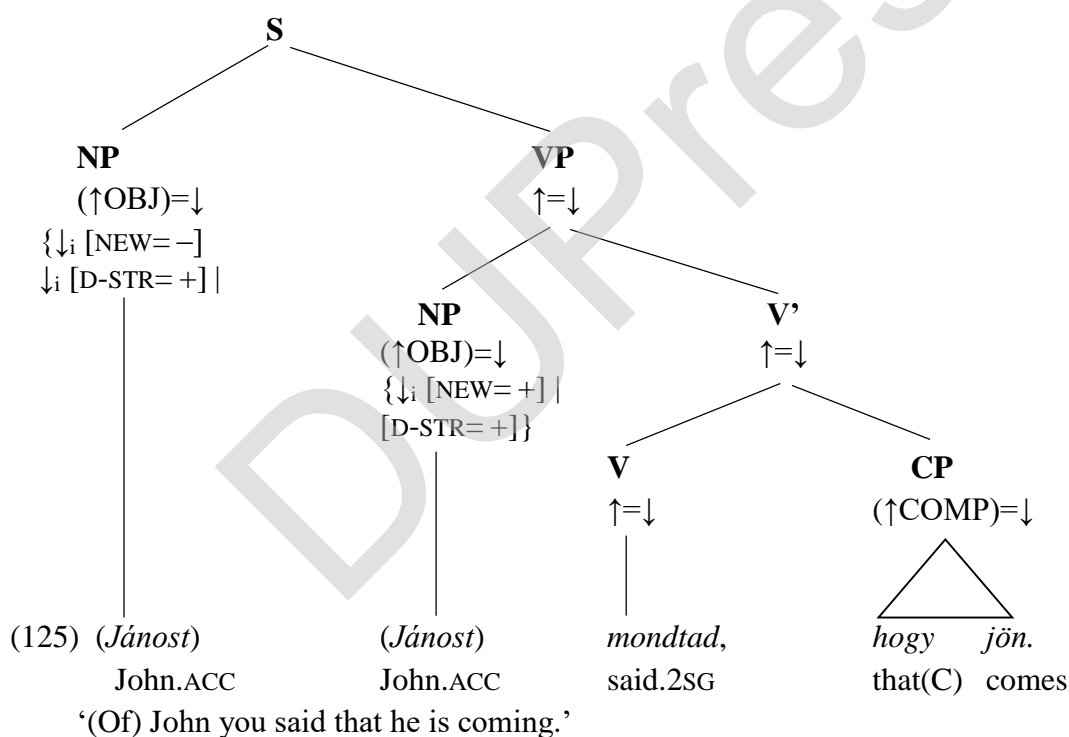 S
NP VP
(↑OBJ)=↓ ↑=↓
{↓i [NEW= –]
↓i [D-STR= +] |
NP V’
(↑OBJ)=↓ ↑=↓
{↓i [NEW= +] |
[D-STR= +]}
V CP
↑=↓ (↑COMP)=↓
(125) (Jánost) (Jánost) mondtad, hogy jön.
John.ACC John.ACC said.2SG that(C) comes
‘(Of) John you said that he is coming.’
DUPres